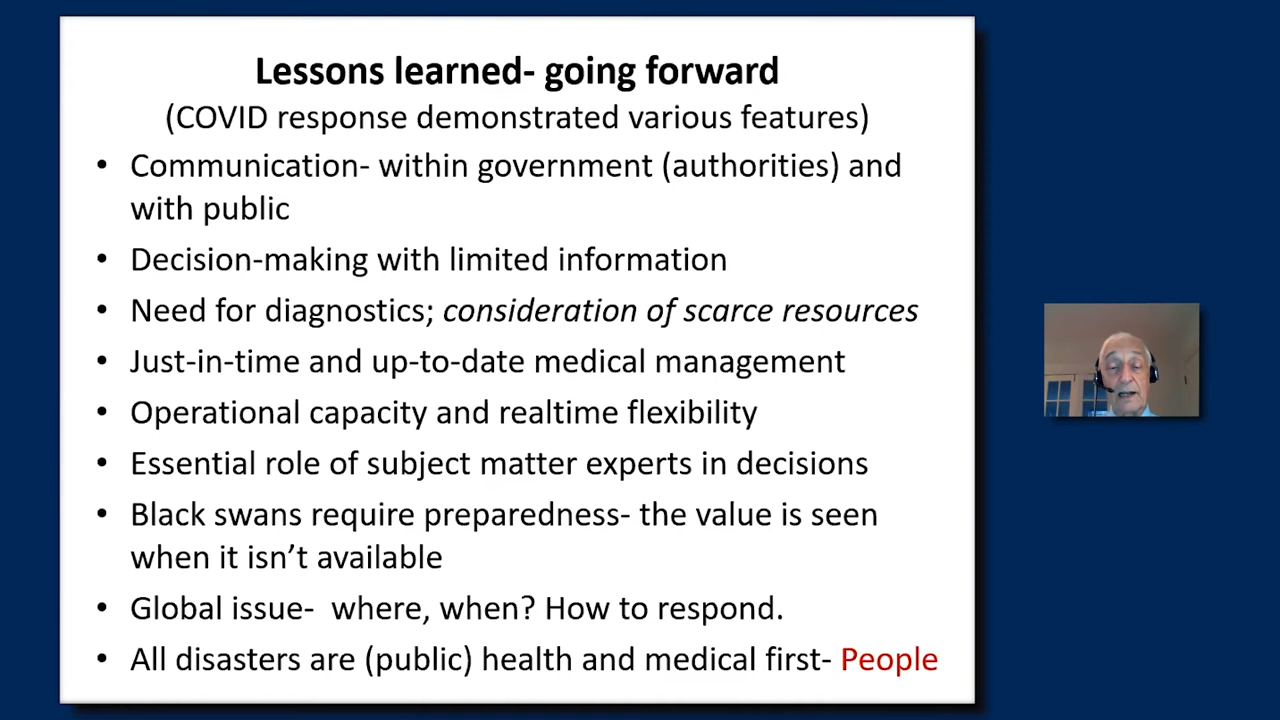 Lessons learned- going forward
(COVID response demonstrated various features)
• Communication- within government (authorities) and
with public
• Decision-making with limited information
• Need for diagnostics; consideration of scarce resources
• Just-in-time and up-to-date medical management
• Operational capacity and realtime flexibility
• Essential role of subject matter experts in decisions
• Black swans require preparedness- the value is seen
when it isn’t available
• Global issue-  where, when? How to respond.
• All disasters are (public) health and medical first- People